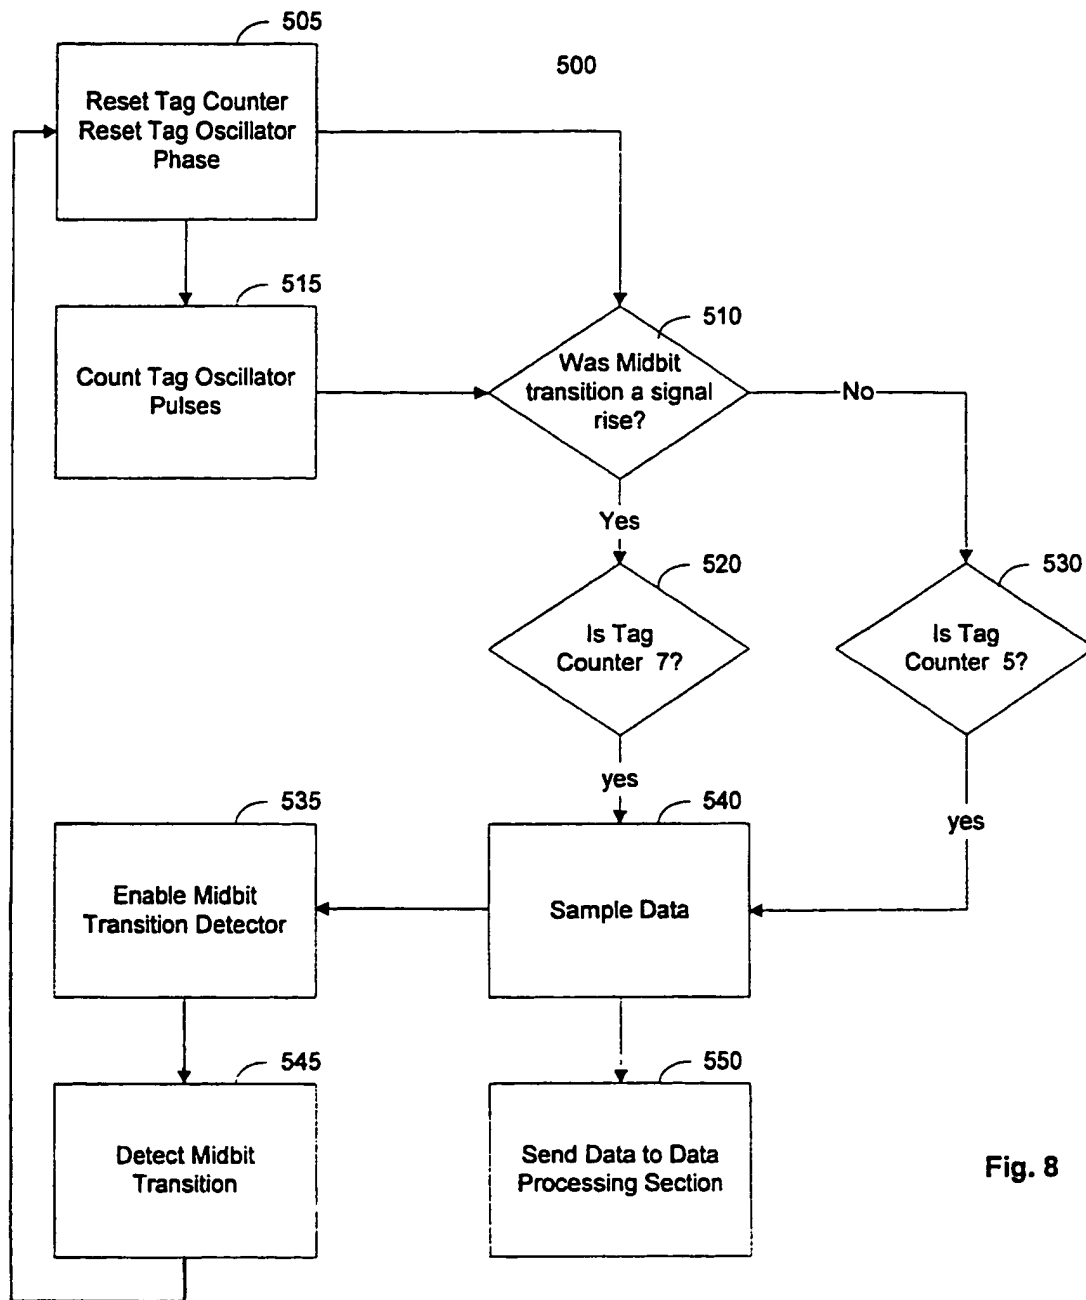 505
500
Reset Tag Counter
Reset Tag Oscillator
Phase
515
Count Tag Oscillator
Pulses
510
Was Midbit
transition a signal
rise?
No
Yes
520
Is Tag
Counter 7?
530
Is Tag
Counter 5?
yes
yes
535
Enable Midbit
Transition Detector
540
Sample Data
545
Detect Midbit
Transition
550
Send Data to Data
Processing Section
Fig. 8